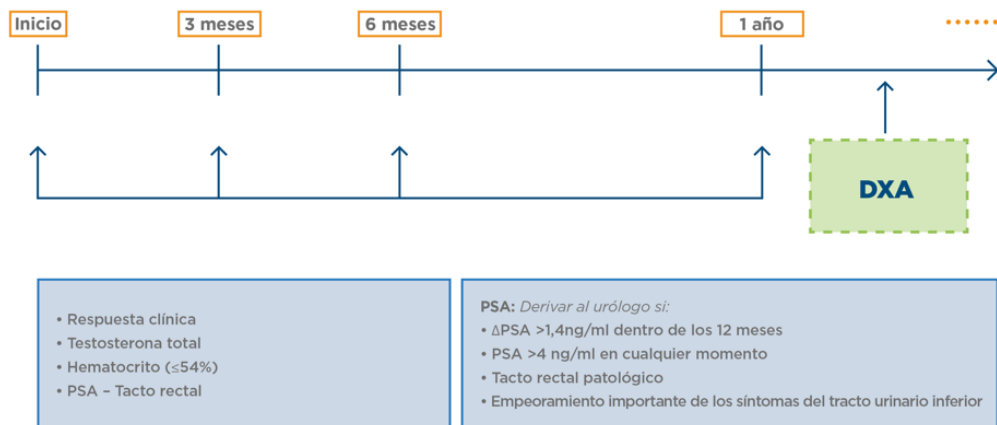 Inicio
3 meses
6 meses
1 año
DXA
• Respuesta clínica
• Testosterona total
• Hematocrito (≤54%)
• PSA – Tacto rectal
PSA: Derivar al urólogo si:
• ΔPSA >1,4ng/ml dentro de los 12 meses
• PSA >4 ng/ml en cualquier momento
• Tacto rectal patológico
• Empeoramiento importante de los síntomas del tracto urinario inferior